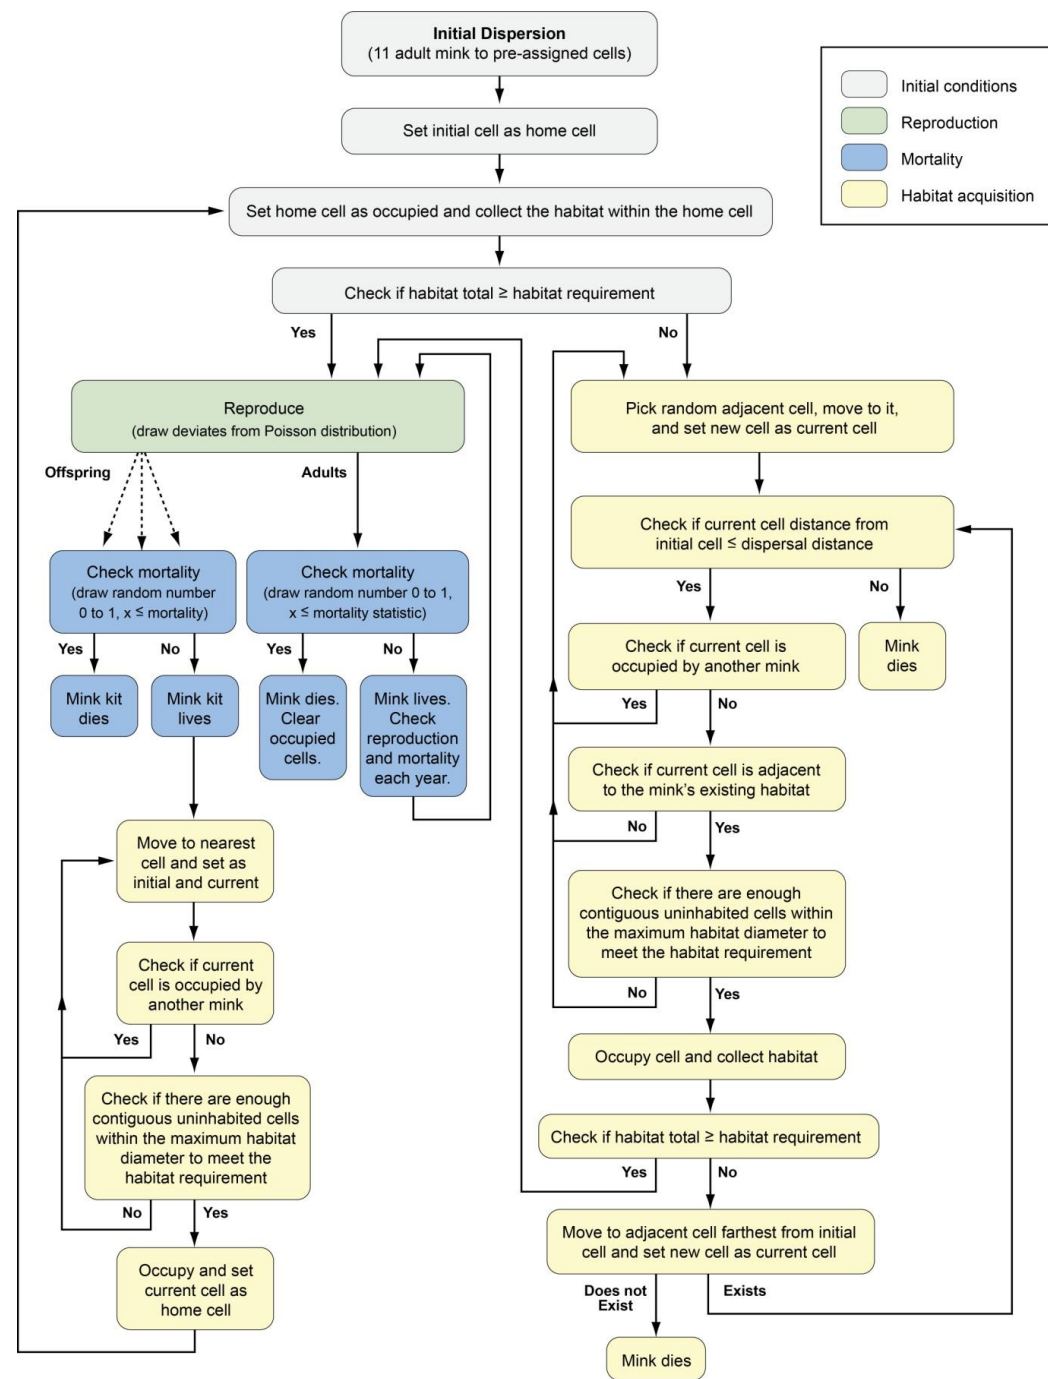 Initial Dispersion
(11 adult mink to pre-assigned cells)
Initial conditions
Reproduction
Mortality
Habitat acquisition
Set initial cell as home cell
Set home cell as occupied and collect the habitat within the home cell
Check if habitat total ≥ habitat requirement
Yes
No
Reproduce
(draw deviates from Poisson distribution)
Offspring
Adults
Check mortality
(draw random number
0 to 1, x ≤ mortality)
Yes
No
Mink kit
dies
Mink kit
lives
Check mortality
(draw random number 0 to 1,
x ≤ mortality statistic)
Yes
No
Mink dies.
Clear
occupied
cells.
Mink lives.
Check
reproduction
and mortality
each year.
Move to nearest
cell and set as
initial and current
Check if current
cell is occupied by
another mink
Yes
No
Check if there are enough
contiguous uninhabited cells
within the maximum habitat
diameter to meet the
habitat requirement
No
Yes
Occupy and set
current cell as
home cell
Pick random adjacent cell, move to it,
and set new cell as current cell
Check if current cell distance from
initial cell ≤ dispersal distance
Yes
No
Mink
dies
Check if current cell is
occupied by another mink
Yes
No
Check if current cell is adjacent
to the mink's existing habitat
No
Yes
Check if there are enough
contiguous uninhabited cells within
the maximum habitat diameter to
meet the habitat requirement
No
Yes
Occupy cell and collect habitat
Check if habitat total ≥ habitat requirement
Yes
No
Move to adjacent cell farthest from initial
cell and set new cell as current cell
Does not
Exist
Exists
Mink dies